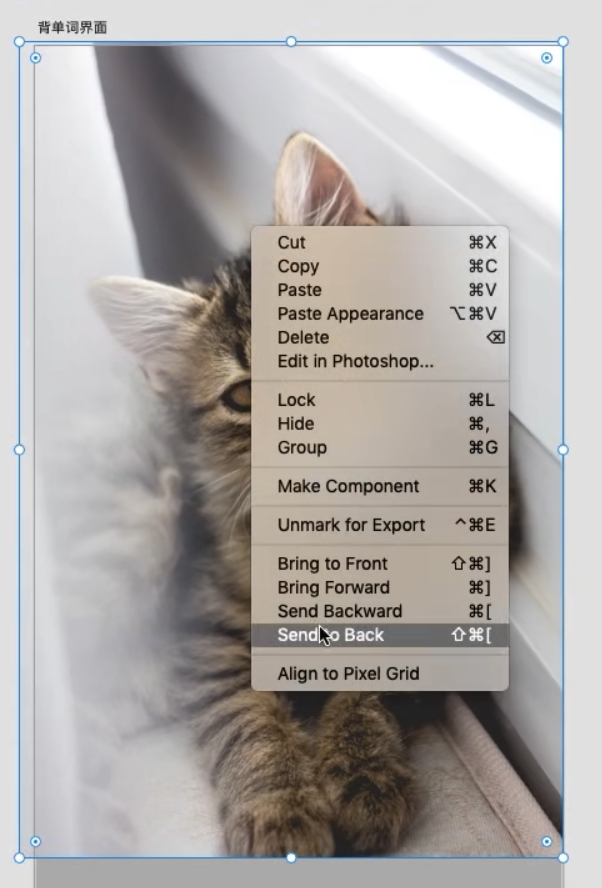 背单词界面
Cut ⌘X
Copy ⌘C
Paste ⌘V
Paste Appearance ⌥⌘V
Delete ⌫
Edit in Photoshop...
Lock ⌘L
Hide ⌘,
Group ⌘G
Make Component ⌘K
Unmark for Export ^⌘E
Bring to Front ⇧⌘]
Bring Forward ⌘]
Send Backward ⌘[
Send to Back ⇧⌘[
Align to Pixel Grid